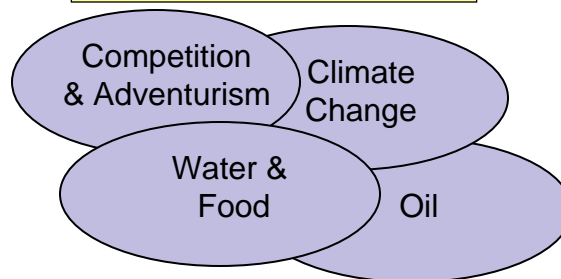 Competition
& Adventurism
Climate
Change
Water &
Food
Oil